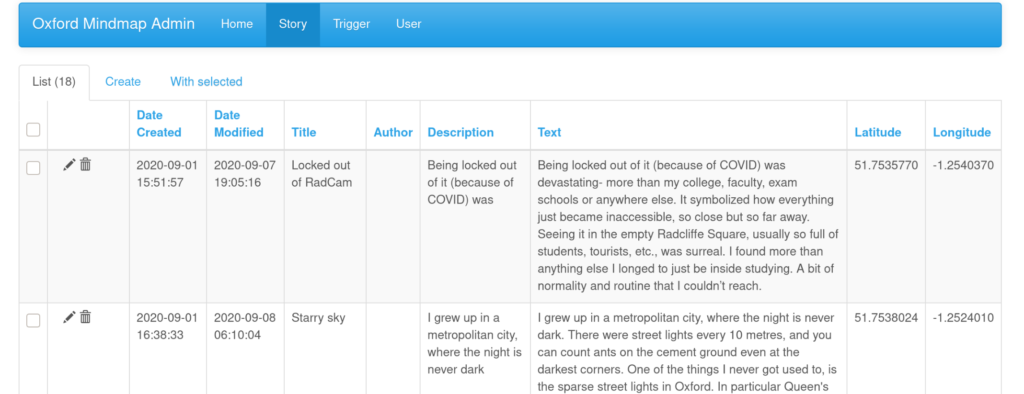 Oxford Mindmap Admin Home Story Trigger User
List (18) Create With selected
Date Created Date Modified Title Author Description Text Latitude Longitude
2020-09-01
15:51:57
2020-09-07
19:05:16
Locked out
of RadCam
Being locked out
of it (because of
COVID) was
Being locked out of it (because of COVID) was
devastating- more than my college, faculty, exam
schools or anywhere else. It symbolized how everything
just became inaccessible, so close but so far away.
Seeing it in the empty Radcliffe Square, usually so full of
students, tourists, etc., was surreal. I found more than
anything else I longed to just be inside studying. A bit of
normality and routine that I couldn't reach.
51.7535770
-1.2540370
2020-09-01
16:38:33
2020-09-08
06:10:04
Starry sky
I grew up in a
metropolitan city,
where the night is
never dark
I grew up in a metropolitan city, where the night is never
dark. There were street lights every 10 metres, and you
can count ants on the cement ground even at the
darkest corners. One of the things I never got used to, is
the sparse street lights in Oxford. In particular Queen's
51.7538024
-1.2524010